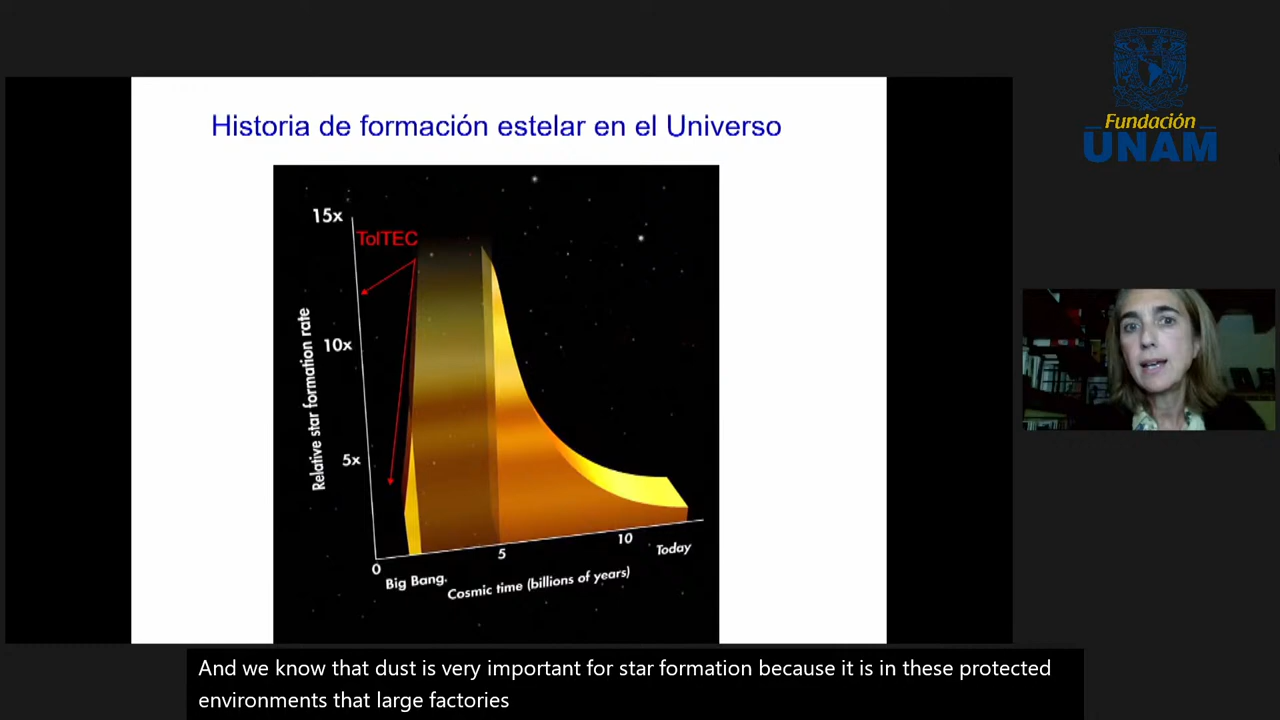 Historia de formación estelar en el Universo
Fundación
UNAM
15x
TolTEC
10x
Relative star formation rate
5x
0
5
10
Big Bang.
Today
Cosmic time (billions of years)
And we know that dust is very important for star formation because it is in these protected
environments that large factories